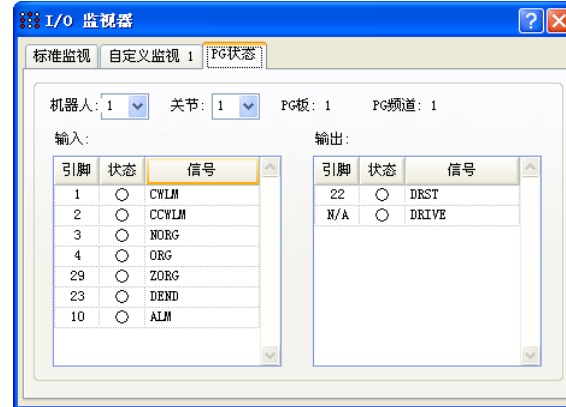 I/O 监视器
标准监视 自定义监视 1 PG状态
机器人: 1 关节: 1 PG板: 1 PG频道: 1
输入: 输出:
引脚 状态 信号 引脚 状态 信号
1 CWLM 22 DRST
2 CCWLM N/A DRIVE
3 NORG
4 ORG
29 ZORG
23 DEND
10 ALM